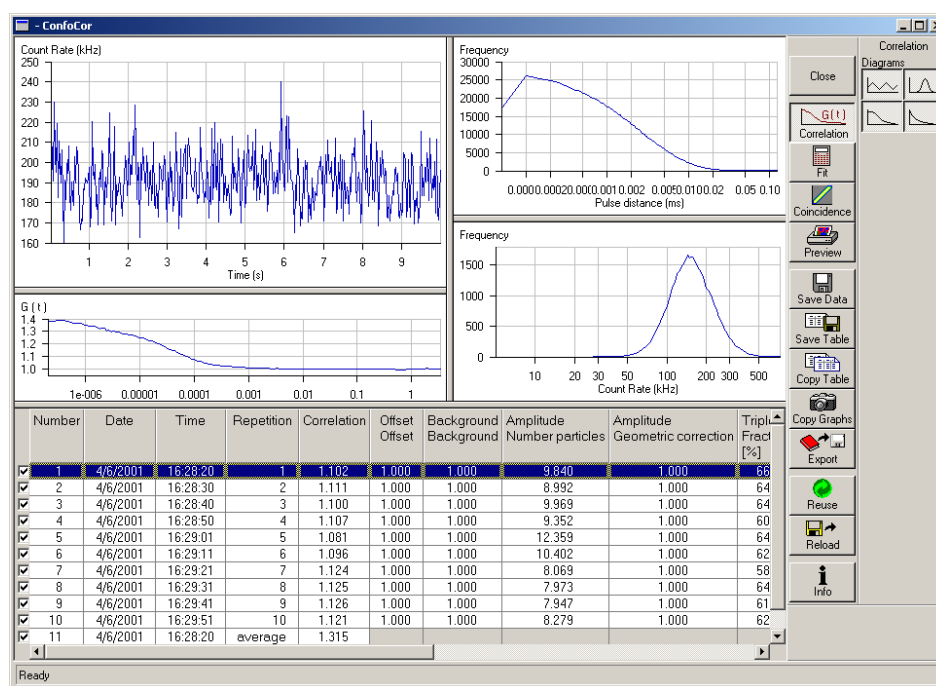 - ConfoCor
Count Rate (kHz)
250
240
230
220
210
200
190
180
170
160
1 2 3 4 5 6 7 8 9
Time (s)
Frequency
30000
25000
20000
15000
10000
5000
0
0.05 0.10
Pulse distance (ms)
G ( t )
1.4
1.3
1.2
1.1
1.0
1e-006 0.00001 0.0001 0.001 0.01 0.1 1
Frequency
1500
1000
500
0
10 20 30 50 100 200 300 500
Count Rate (kHz)
Close
G(t)
Correlation
Fit
Coincidence
Preview
Save Data
Save Table
Copy Table
Copy Graphs
Export
Reuse
Reload
i
Info
Correlation
Diagrams
Number Date Time Repetition Correlation Offset Background Amplitude Amplitude
Offset Background Number particles Geometric correction
[%]
1 4/6/2001 16:28:20 1 1.102 1.000 1.000 9.840 1.000 66
2 4/6/2001 16:28:30 2 1.111 1.000 1.000 8.992 1.000 64
3 4/6/2001 16:28:40 3 1.100 1.000 1.000 9.969 1.000 64
4 4/6/2001 16:28:50 4 1.107 1.000 1.000 9.352 1.000 60
5 4/6/2001 16:29:01 5 1.081 1.000 1.000 12.359 1.000 64
6 4/6/2001 16:29:11 6 1.096 1.000 1.000 10.402 1.000 62
7 4/6/2001 16:29:21 7 1.124 1.000 1.000 8.069 1.000 58
8 4/6/2001 16:29:31 8 1.125 1.000 1.000 7.973 1.000 64
9 4/6/2001 16:29:41 9 1.126 1.000 1.000 7.947 1.000 61
10 4/6/2001 16:29:51 10 1.121 1.000 1.000 8.279 1.000 62
11 4/6/2001 16:28:20 average 1.315
Ready